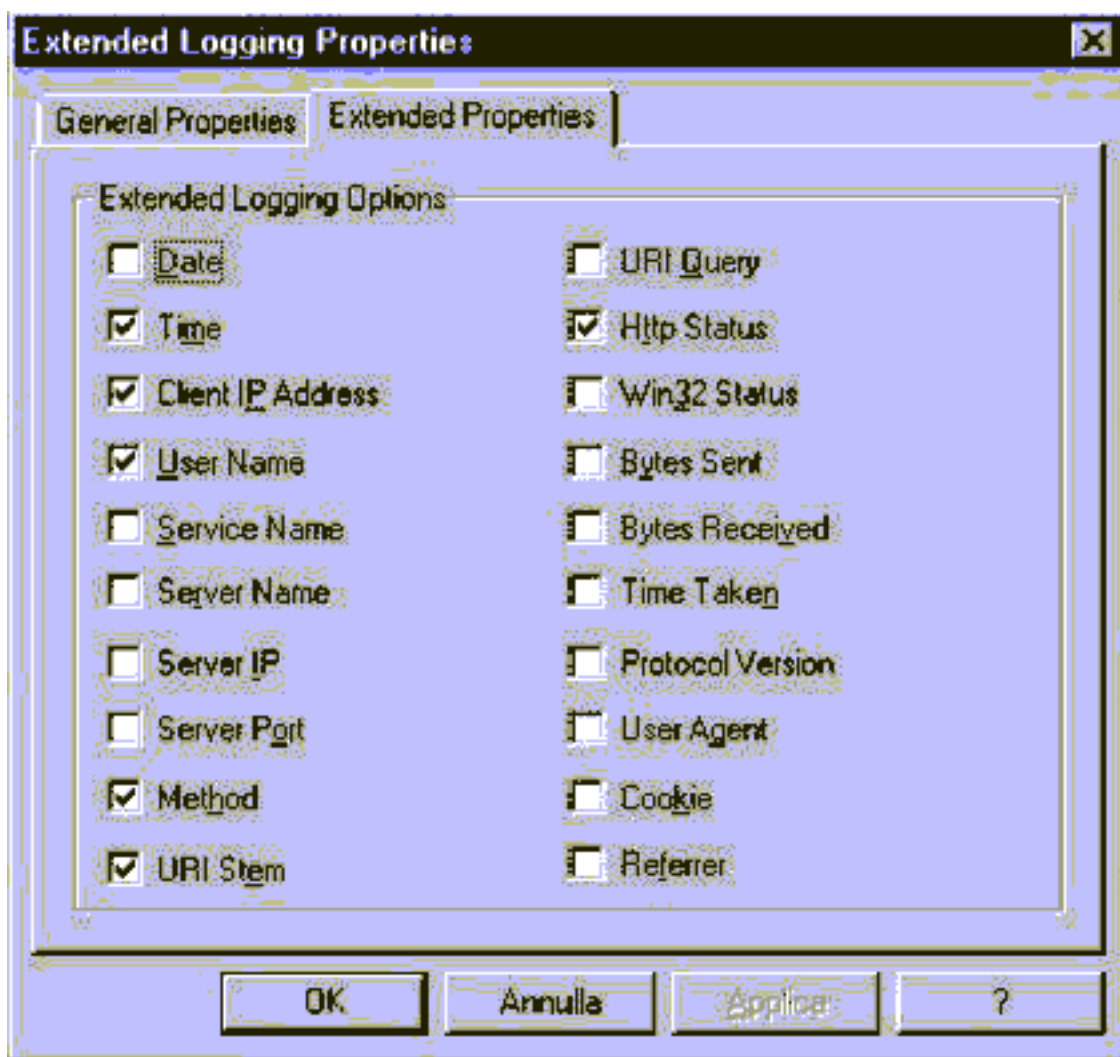 Extended Logging Properties
General Properties
Extended Properties
Extended Logging Options
Date
Time
Client IP Address
User Name
Service Name
Server Name
Server IP
Server Port
Method
URI Stem
URI Query
Http Status
Win32 Status
Bytes Sent
Bytes Received
Time Taken
Protocol Version
User Agent
Cookie
Referrer
OK
Annulla
Applica
?